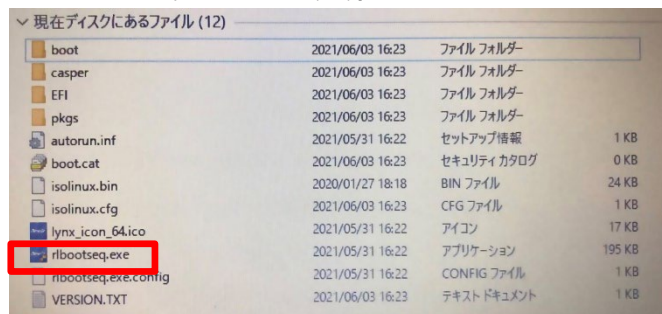 現在ディスクにあるファイル (12)
boot 2021/06/03 16:23 ファイル フォルダー
casper 2021/06/03 16:23 ファイル フォルダー
EFI 2021/06/03 16:23 ファイル フォルダー
pkgs 2021/06/03 16:23 ファイル フォルダー
autorun.inf 2021/05/31 16:22 セットアップ情報 1 KB
boot.cat 2021/06/03 16:23 セキュリティ カタログ 0 KB
isolinux.bin 2020/01/27 18:18 BIN ファイル 24 KB
isolinux.cfg 2021/06/03 16:23 CFG ファイル 1 KB
lynx_icon_64.ico 2021/05/31 16:22 アイコン 17 KB
rlbootseq.exe 2021/05/31 16:22 アプリケーション 195 KB
rlbootseq.exe.config 2021/05/31 16:22 CONFIG ファイル 1 KB
VERSION.TXT 2021/06/03 16:23 テキスト ドキュメント 1 KB